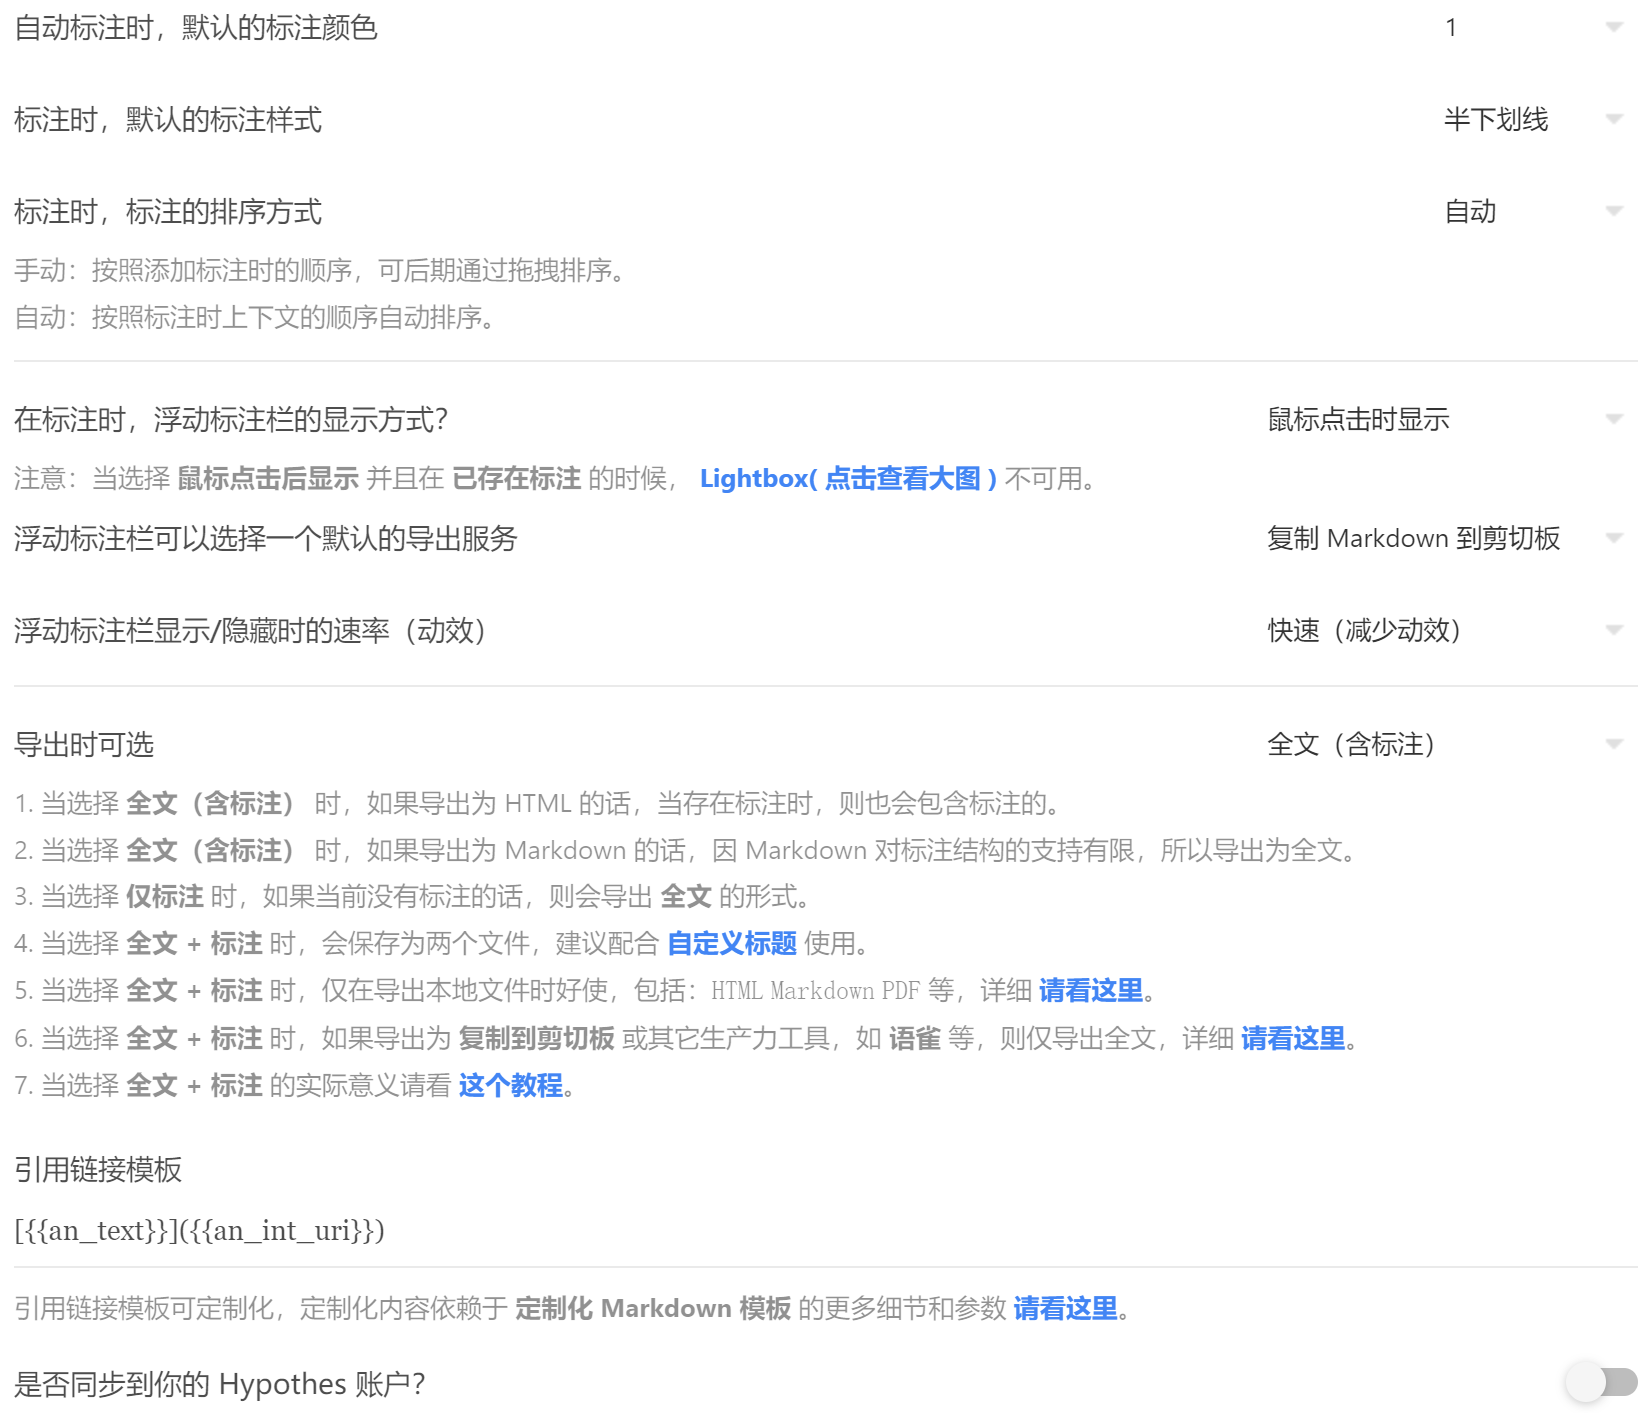 自动标注时，默认的标注颜色 1
标注时，默认的标注样式 半下划线
标注时，标注的排序方式 自动
手动：按照添加标注时的顺序，可后期通过拖拽排序。
自动：按照标注时上下文的顺序自动排序。
在标注时，浮动标注栏的显示方式？ 鼠标点击时显示
注意：当选择 鼠标点击后显示 并且在 已存在标注 的时候， Lightbox( 点击查看大图 ) 不可用。
浮动标注栏可以选择一个默认的导出服务 复制 Markdown 到剪切板
浮动标注栏显示/隐藏时的速率（动效） 快速（减少动效）
导出时可选 全文（含标注）
1. 当选择 全文（含标注） 时，如果导出为 HTML 的话，当存在标注时，则也会包含标注的。
2. 当选择 全文（含标注） 时，如果导出为 Markdown 的话，因 Markdown 对标注结构的支持有限，所以导出为全文。
3. 当选择 仅标注 时，如果当前没有标注的话，则会导出 全文 的形式。
4. 当选择 全文 + 标注 时，会保存为两个文件，建议配合 自定义标题 使用。
5. 当选择 全文 + 标注 时，仅在导出本地文件时好使，包括：HTML Markdown PDF 等，详细 请看这里。
6. 当选择 全文 + 标注 时，如果导出为 复制到剪切板 或其它生产力工具，如 语雀 等，则仅导出全文，详细 请看这里。
7. 当选择 全文 + 标注 的实际意义请看 这个教程。
引用链接模板
[{{an_text}}]({{an_int_uri}})
引用链接模板可定制化，定制化内容依赖于 定制化 Markdown 模板 的更多细节和参数 请看这里。
是否同步到你的 Hypothes 账户？